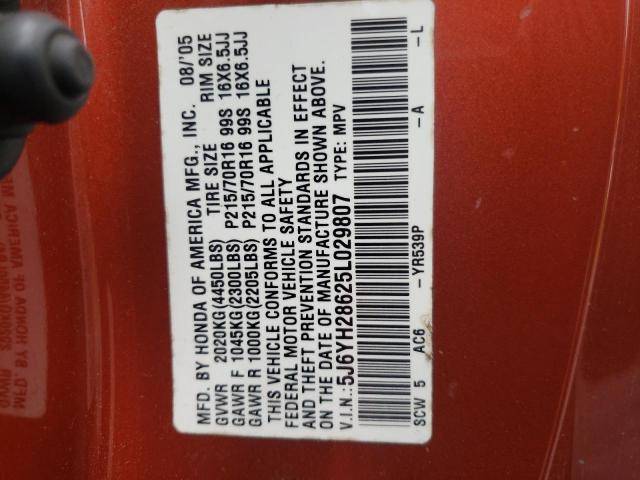 MFD. BY HONDA OF AMERICA MFG., INC. 08/'05
GVWR 2020KG(4450LBS) TIRE SIZE RIM SIZE
GAWR F 1045KG(2300LBS) P215/70R16 99S 16X6.5JJ
GAWR R 1000KG(2205LBS) P215/70R16 99S 16X6.5JJ
THIS VEHICLE CONFORMS TO ALL APPLICABLE
FEDERAL MOTOR VEHICLE SAFETY
AND THEFT PREVENTION STANDARDS IN EFFECT
ON THE DATE OF MANUFACTURE SHOWN ABOVE.
V.I.N.: 5J6YH28625L029807 TYPE: MPV
SCW 5 AC6 -YR539P -A -L